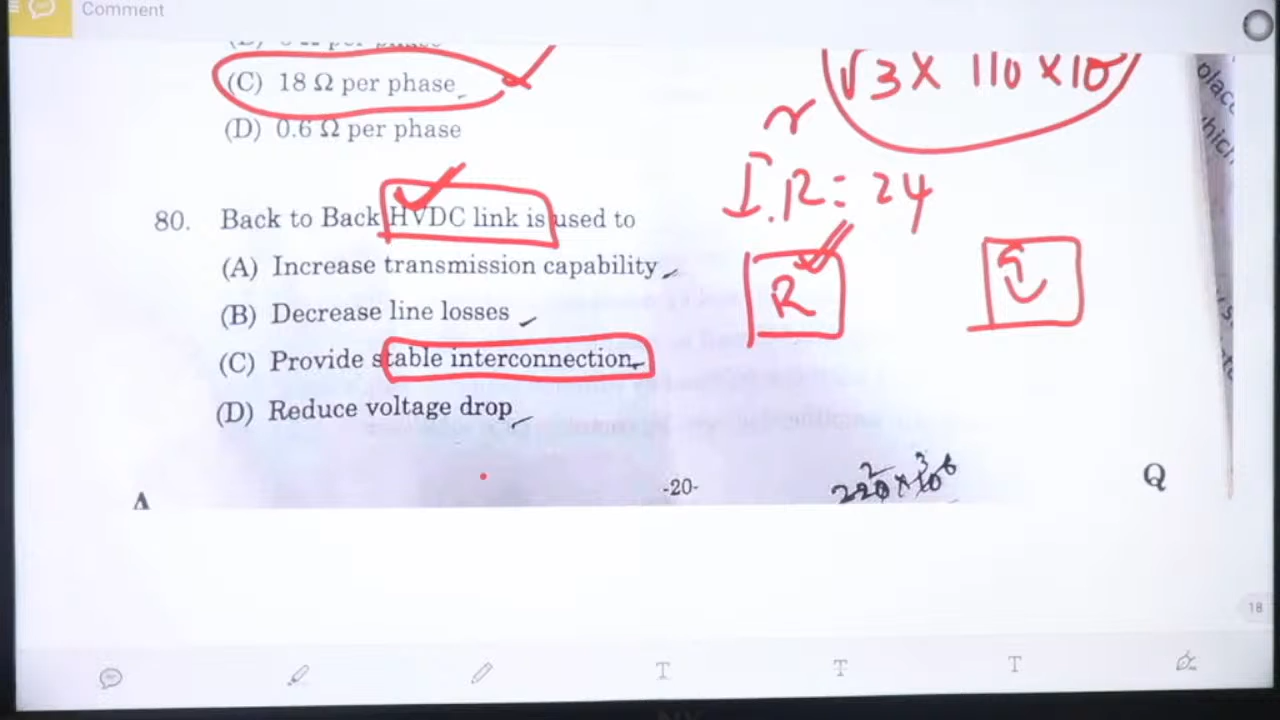 Comment
(C) 18 Ω per phase
(D) 0.6 Ω per phase
√3 × 110 × 10
I.R = 24
80. Back to Back HVDC link is used to
(A) Increase transmission capability
(B) Decrease line losses
(C) Provide stable interconnection
(D) Reduce voltage drop
R
A
-20-
Q
18
T
T
T